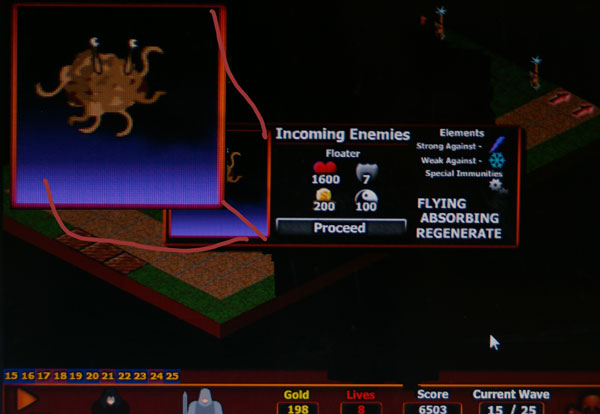 Incoming Enemies
Floater
1600
7
200
100
Proceed
Elements
Strong Against -
Weak Against -
Special Immunities
FLYING
ABSORBING
REGENERATE
15 16 17 18 19 20 21 22 23 24 25
Gold
198
Lives
8
Score
6503
Current Wave
15 / 25